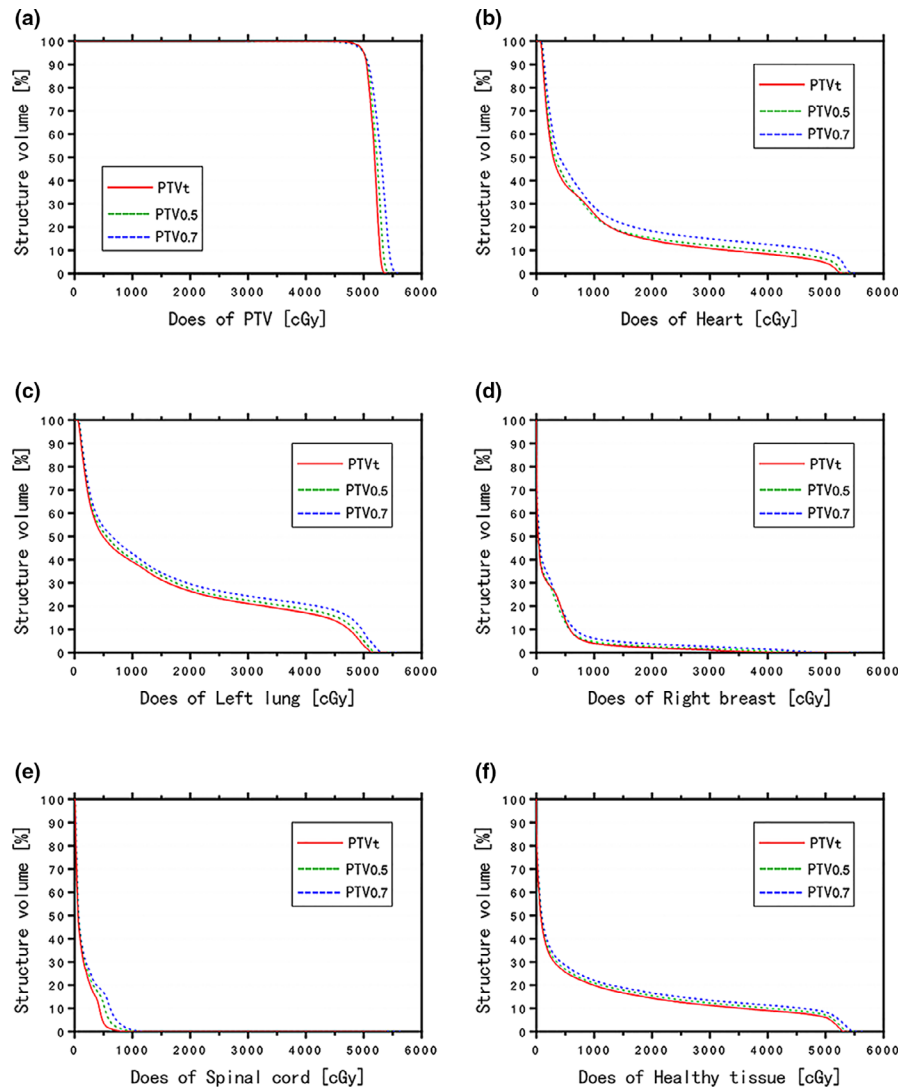 (a)
Structure volume [%]
100
90
80
70
60
50
40
30
20
10
0
PTVt
PTV0.5
PTV0.7
0 1000 2000 3000 4000 5000 6000
Does of PTV [cGy]
(b)
Structure volume [%]
100
90
80
70
60
50
40
30
20
10
0
PTVt
PTV0.5
PTV0.7
0 1000 2000 3000 4000 5000 6000
Does of Heart [cGy]
(c)
Structure volume [%]
100
90
80
70
60
50
40
30
20
10
0
PTVt
PTV0.5
PTV0.7
0 1000 2000 3000 4000 5000 6000
Does of Left lung [cGy]
(d)
Structure volume [%]
100
90
80
70
60
50
40
30
20
10
0
PTVt
PTV0.5
PTV0.7
0 1000 2000 3000 4000 5000 6000
Does of Right breast [cGy]
(e)
Structure volume [%]
100
90
80
70
60
50
40
30
20
10
0
PTVt
PTV0.5
PTV0.7
0 1000 2000 3000 4000 5000 6000
Does of Spinal cord [cGy]
(f)
Structure volume [%]
100
90
80
70
60
50
40
30
20
10
0
PTVt
PTV0.5
PTV0.7
0 1000 2000 3000 4000 5000 6000
Does of Healthy tissue [cGy]